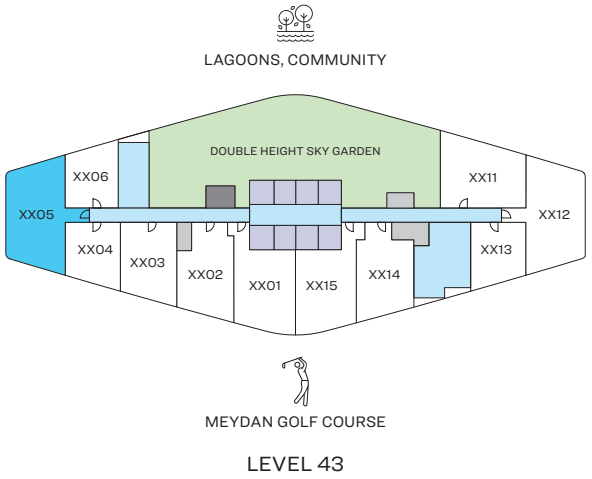 LAGOONS, COMMUNITY
DOUBLE HEIGHT SKY GARDEN
XX06
XX11
XX05
XX12
XX04
XX03
XX02
XX01
XX15
XX14
XX13
MEYDAN GOLF COURSE
LEVEL 43